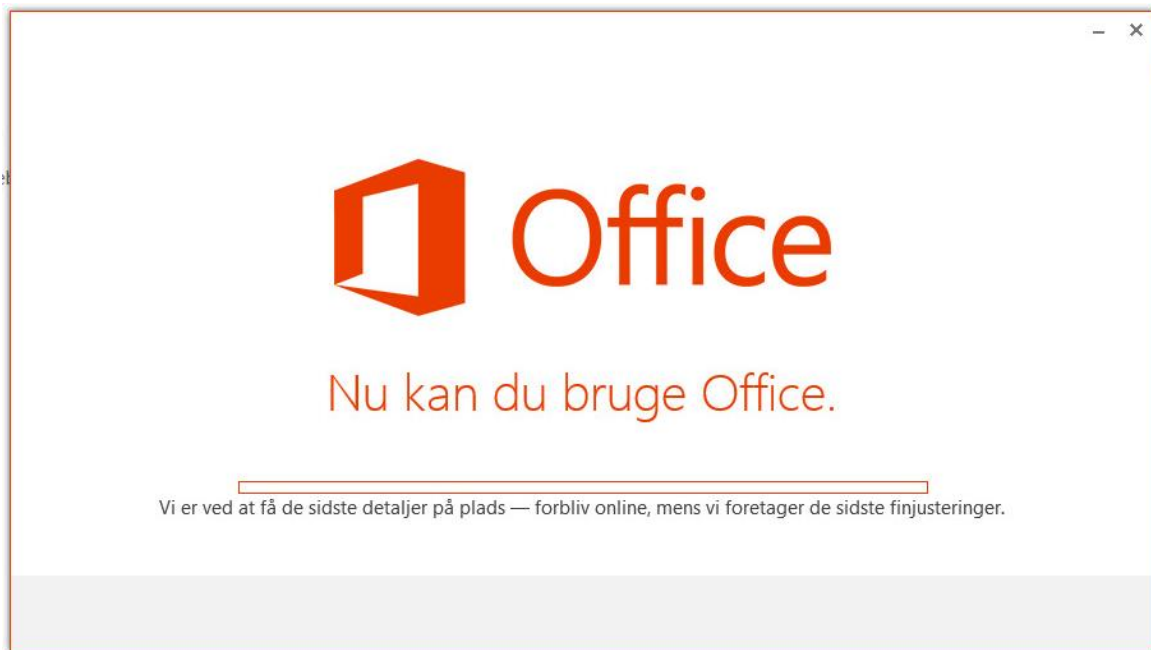 Office
Nu kan du bruge Office.
Vi er ved at få de sidste detaljer på plads — forbliv online, mens vi foretager de sidste finjusteringer.